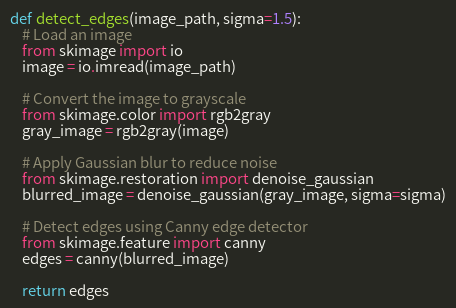 def detect_edges(image_path, sigma=1.5):
# Load an image
from skimage import io
image = io.imread(image_path)
# Convert the image to grayscale
from skimage.color import rgb2gray
gray_image = rgb2gray(image)
# Apply Gaussian blur to reduce noise
from skimage.restoration import denoise_gaussian
blurred_image = denoise_gaussian(gray_image, sigma=sigma)
# Detect edges using Canny edge detector
from skimage.feature import canny
edges = canny(blurred_image)
return edges